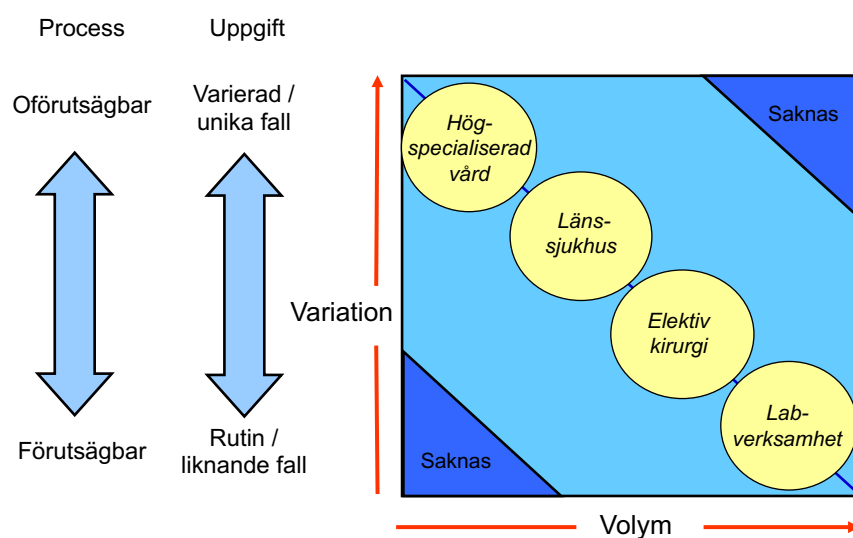 Process
Uppgift
Oförutsägbar
Varierad /
unika fall
Förutsägbar
Rutin /
liknande fall
Variation
Saknas
Hög-
specialiserad
vård
Läns-
sjukhus
Elektiv
kirurgi
Lab-
verksamhet
Saknas
Volym